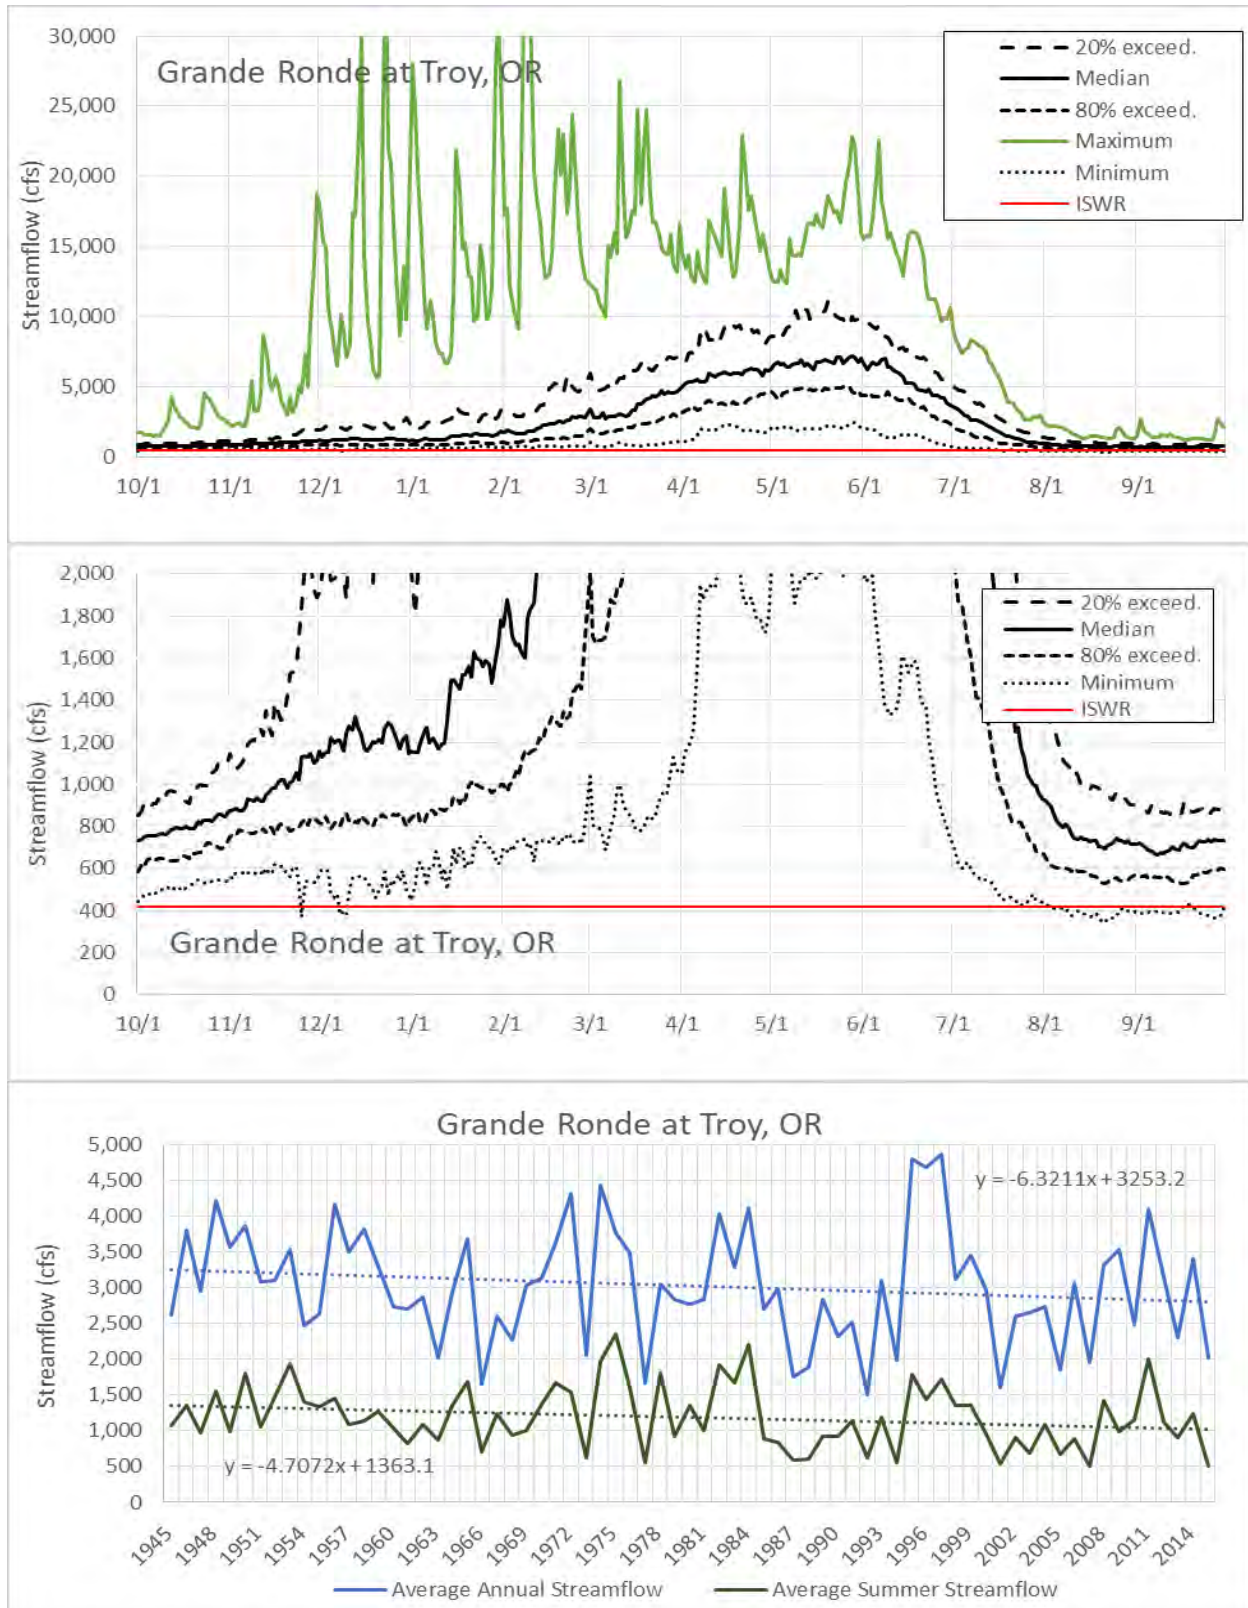 30,000
25,000
20,000
15,000
10,000
5,000
0
Streamflow (cfs)
Grande Ronde at Troy, OR
20% exceed.
Median
80% exceed.
Maximum
Minimum
ISWR
10/1 11/1 12/1 1/1 2/1 3/1 4/1 5/1 6/1 7/1 8/1 9/1
2,000
1,800
1,600
1,400
1,200
1,000
800
600
400
200
0
Streamflow (cfs)
20% exceed.
Median
80% exceed.
Minimum
ISWR
Grande Ronde at Troy, OR
10/1 11/1 12/1 1/1 2/1 3/1 4/1 5/1 6/1 7/1 8/1 9/1
Grande Ronde at Troy, OR
5,000
4,500
4,000
3,500
3,000
2,500
2,000
1,500
1,000
500
0
Streamflow (cfs)
y = -6.3211x + 3253.2
y = -4.7072x + 1363.1
1945 1948 1951 1954 1957 1960 1963 1966 1969 1972 1975 1978 1981 1984 1987 1990 1993 1996 1999 2002 2005 2008 2011 2014
Average Annual Streamflow Average Summer Streamflow